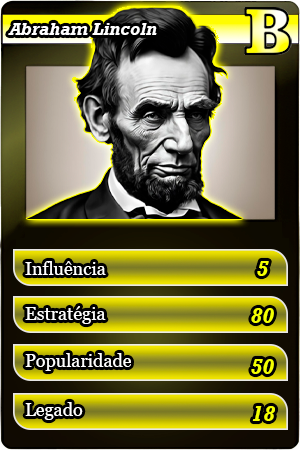 Abraham Lincoln B
Influência 5
Estratégia 80
Popularidade 50
Legado 18